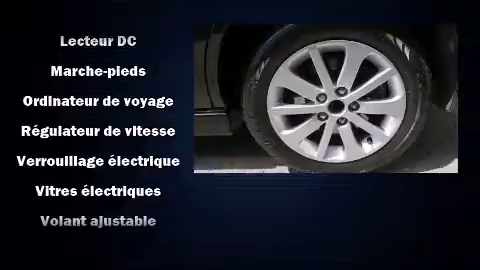 Lecteur DC
Marche-pieds
Ordinateur de voyage
Régulateur de vitesse
Verrouillage électrique
Vitres électriques
Volant ajustable